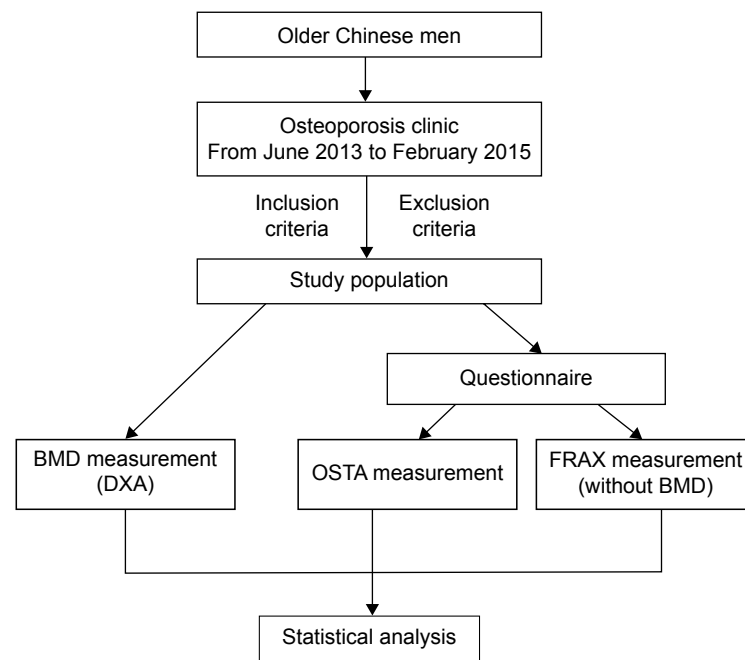 Older Chinese men
Osteoporosis clinic
From June 2013 to February 2015
Inclusion
criteria
Exclusion
criteria
Study population
Questionnaire
BMD measurement
(DXA)
OSTA measurement
FRAX measurement
(without BMD)
Statistical analysis